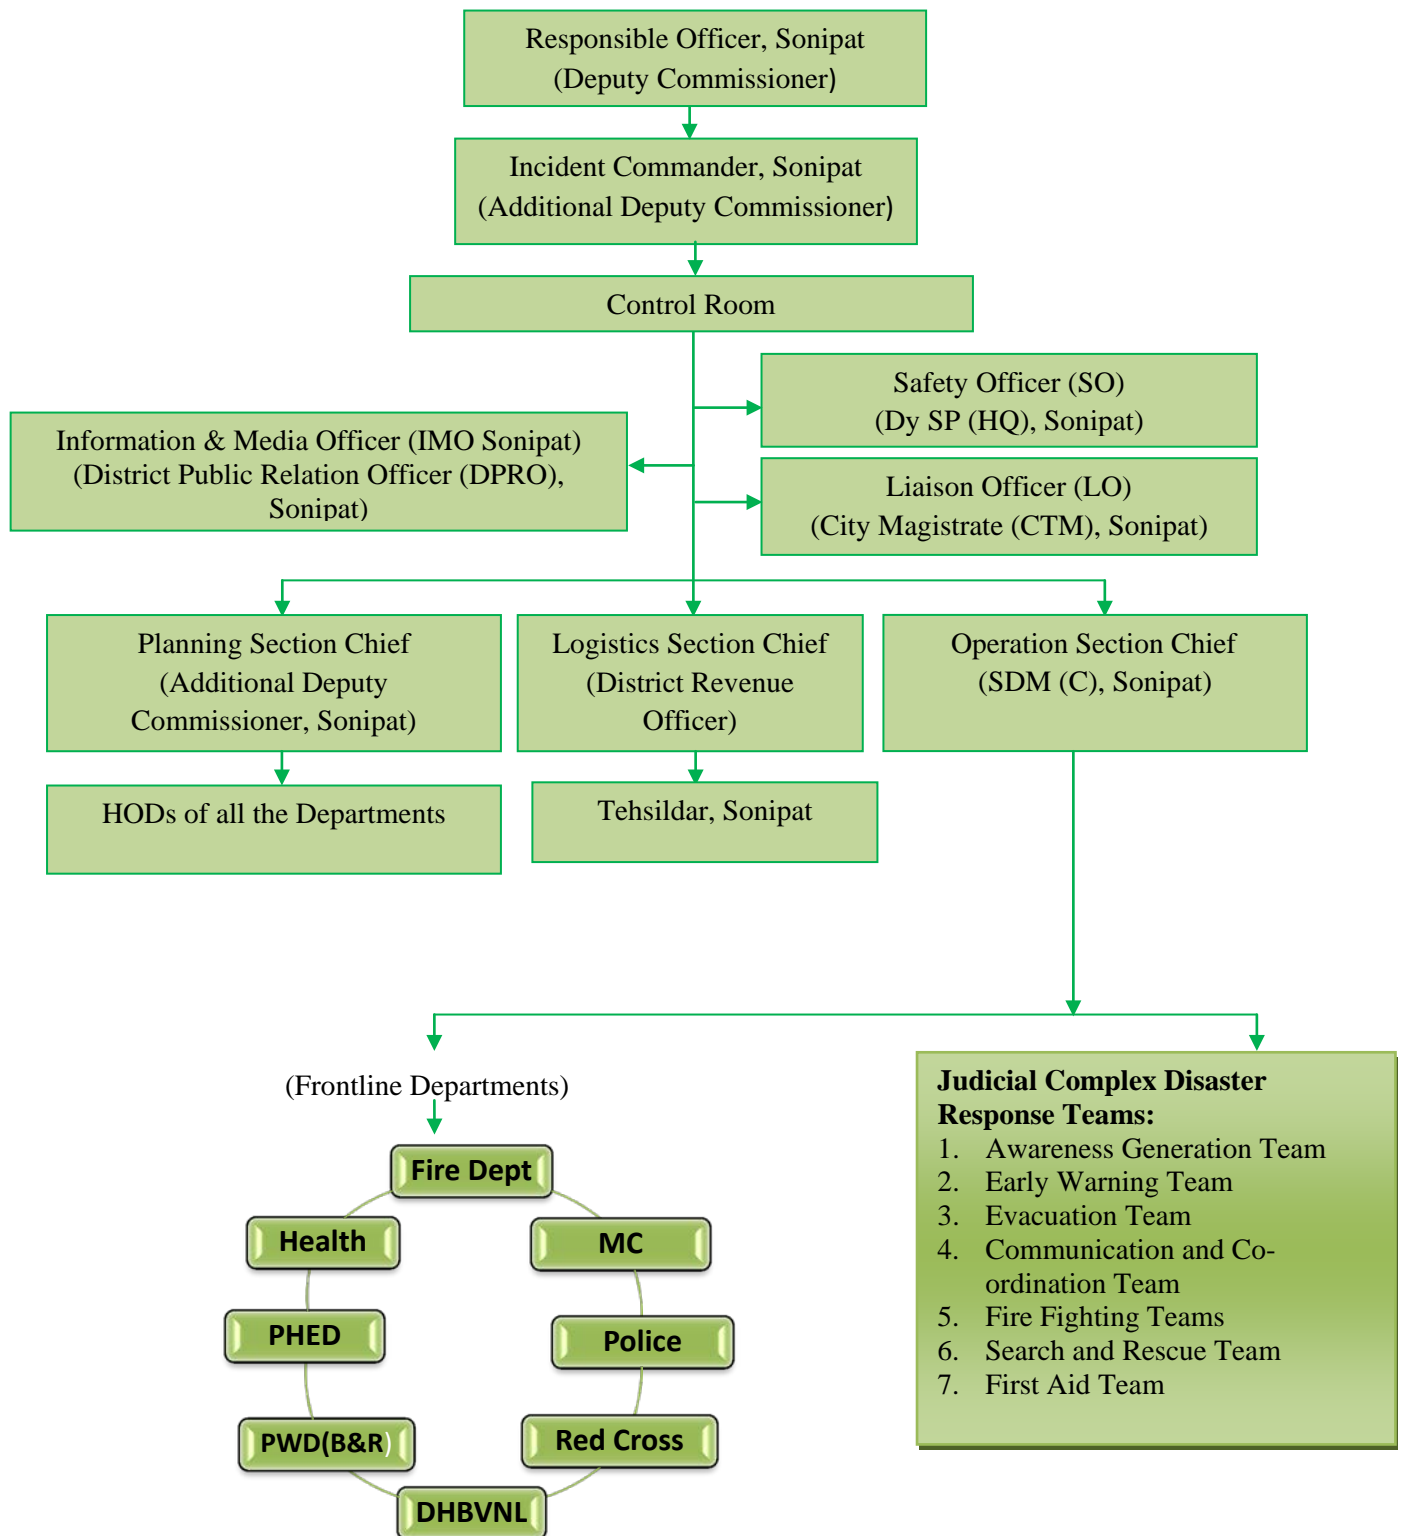 Responsible Officer, Sonipat
(Deputy Commissioner)
Incident Commander, Sonipat
(Additional Deputy Commissioner)
Control Room
Safety Officer (SO)
(Dy SP (HQ), Sonipat)
Information & Media Officer (IMO Sonipat)
(District Public Relation Officer (DPRO),
Sonipat)
Liaison Officer (LO)
(City Magistrate (CTM), Sonipat)
Planning Section Chief
(Additional Deputy
Commissioner, Sonipat)
Logistics Section Chief
(District Revenue
Officer)
Operation Section Chief
(SDM (C), Sonipat)
HODs of all the Departments
Tehsildar, Sonipat
(Frontline Departments)
Fire Dept
MC
Police
Red Cross
DHBVNL
PWD(B&R)
PHED
Health
Judicial Complex Disaster
Response Teams:
1. Awareness Generation Team
2. Early Warning Team
3. Evacuation Team
4. Communication and Co-
ordination Team
5. Fire Fighting Teams
6. Search and Rescue Team
7. First Aid Team